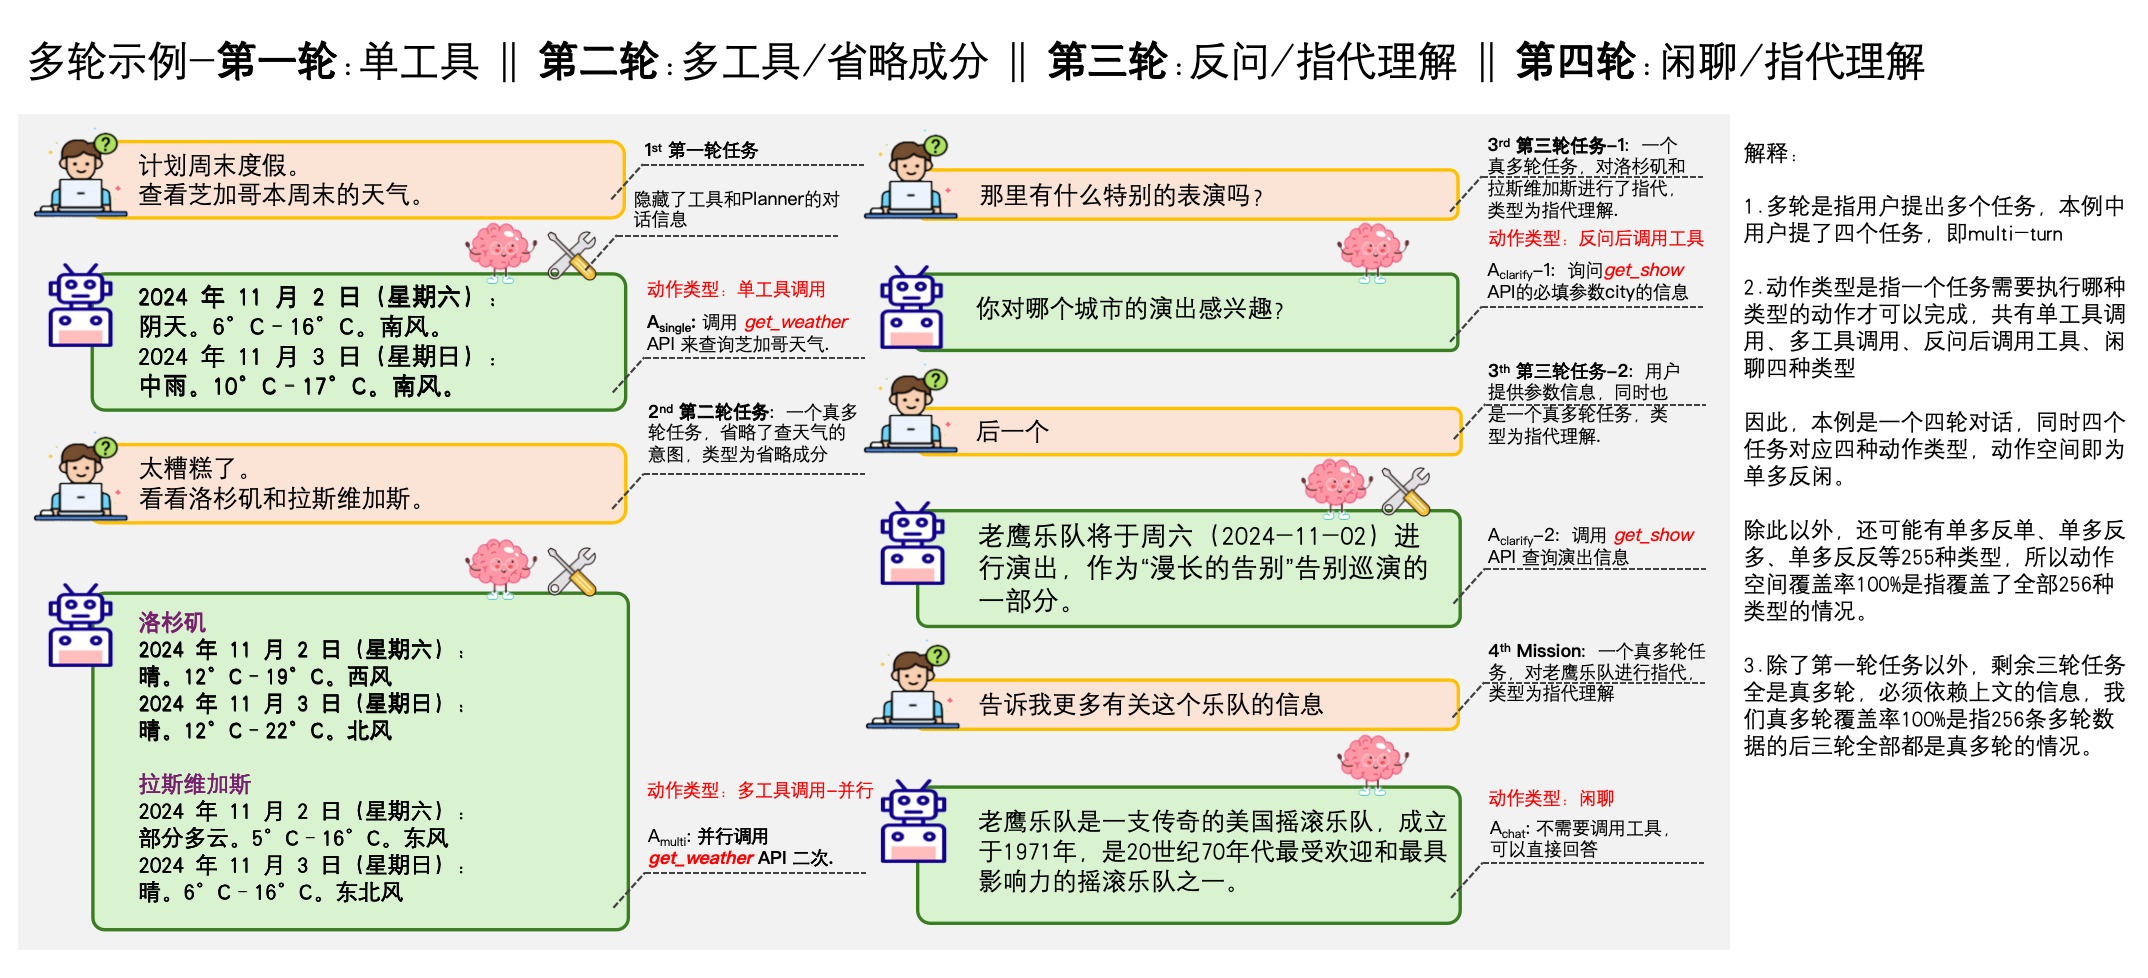 多轮示例-第一轮:单工具 || 第二轮:多工具/省略成分 || 第三轮:反问/指代理解 || 第四轮:闲聊/指代理解
计划周末度假。
查看芝加哥本周末的天气。
1st 第一轮任务
隐藏了工具和Planner的对
话信息
2024 年 11 月 2 日（星期六）:
阴天。6°C-16°C。南风。
2024 年 11 月 3 日（星期日）:
中雨。10°C-17°C。南风。
动作类型：单工具调用
Asingle: 调用 get_weather
API 来查询芝加哥天气.
太糟糕了。
看看洛杉矶和拉斯维加斯。
2nd 第二轮任务：一个真多
轮任务，省略了查天气的
意图，类型为省略成分
洛杉矶
2024 年 11 月 2 日（星期六）:
晴。12°C-19°C。西风
2024 年 11 月 3 日（星期日）:
晴。12°C-22°C。北风
拉斯维加斯
2024 年 11 月 2 日（星期六）:
部分多云。5°C-16°C。东风
2024 年 11 月 3 日（星期日）:
晴。6°C-16°C。东北风
动作类型：多工具调用-并行
Amulti: 并行调用
get_weather API 二次.
那里有什么特别的表演吗?
3rd 第三轮任务-1：一个
真多轮任务，对洛杉矶和
拉斯维加斯进行了指代，
类型为指代理解.
动作类型：反问后调用工具
Aclarify-1：询问get_show
API的必填参数city的信息
你对哪个城市的演出感兴趣?
后一个
3th 第三轮任务-2：用户
提供参数信息，同时也
是一个真多轮任务，类
型为指代理解.
老鹰乐队将于周六（2024-11-02）进
行演出，作为“漫长的告别”告别巡演的
一部分。
Aclarify-2：调用 get_show
API 查询演出信息
告诉我更多有关这个乐队的信息
4th Mission：一个真多轮任
务，对老鹰乐队进行指代，
类型为指代理解
老鹰乐队是一支传奇的美国摇滚乐队，成立
于1971年，是20世纪70年代最受欢迎和最具
影响力的摇滚乐队之一。
动作类型：闲聊
Achat: 不需要调用工具，
可以直接回答
解释：
1.多轮是指用户提出多个任务，本例中
用户提了四个任务，即multi-turn
2.动作类型是指一个任务需要执行哪种
类型的动作才可以完成，共有单工具调
用、多工具调用、反问后调用工具、闲
聊四种类型
因此，本例是一个四轮对话，同时四个
任务对应四种动作类型，动作空间即为
单多反闲。
除此以外，还可能有单多反单、单多反
多、单多反反等255种类型，所以动作
空间覆盖率100%是指覆盖了全部256种
类型的情况。
3.除了第一轮任务以外，剩余三轮任务
全是真多轮，必须依赖上文的信息，我
们真多轮覆盖率100%是指256条多轮数
据的后三轮全部都是真多轮的情况。